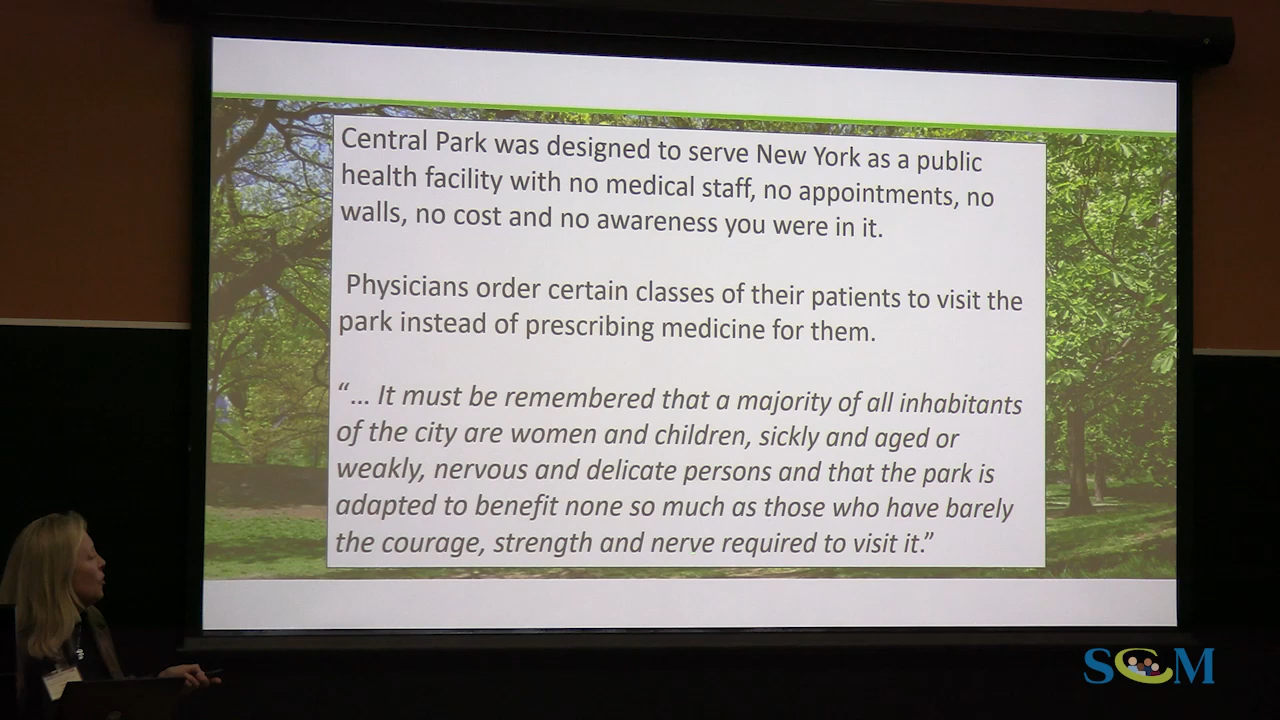 Central Park was designed to serve New York as a public
health facility with no medical staff, no appointments, no
walls, no cost and no awareness you were in it.
Physicians order certain classes of their patients to visit the
park instead of prescribing medicine for them.
“... It must be remembered that a majority of all inhabitants
of the city are women and children, sickly and aged or
weakly, nervous and delicate persons and that the park is
adapted to benefit none so much as those who have barely
the courage, strength and nerve required to visit it.”
SCM